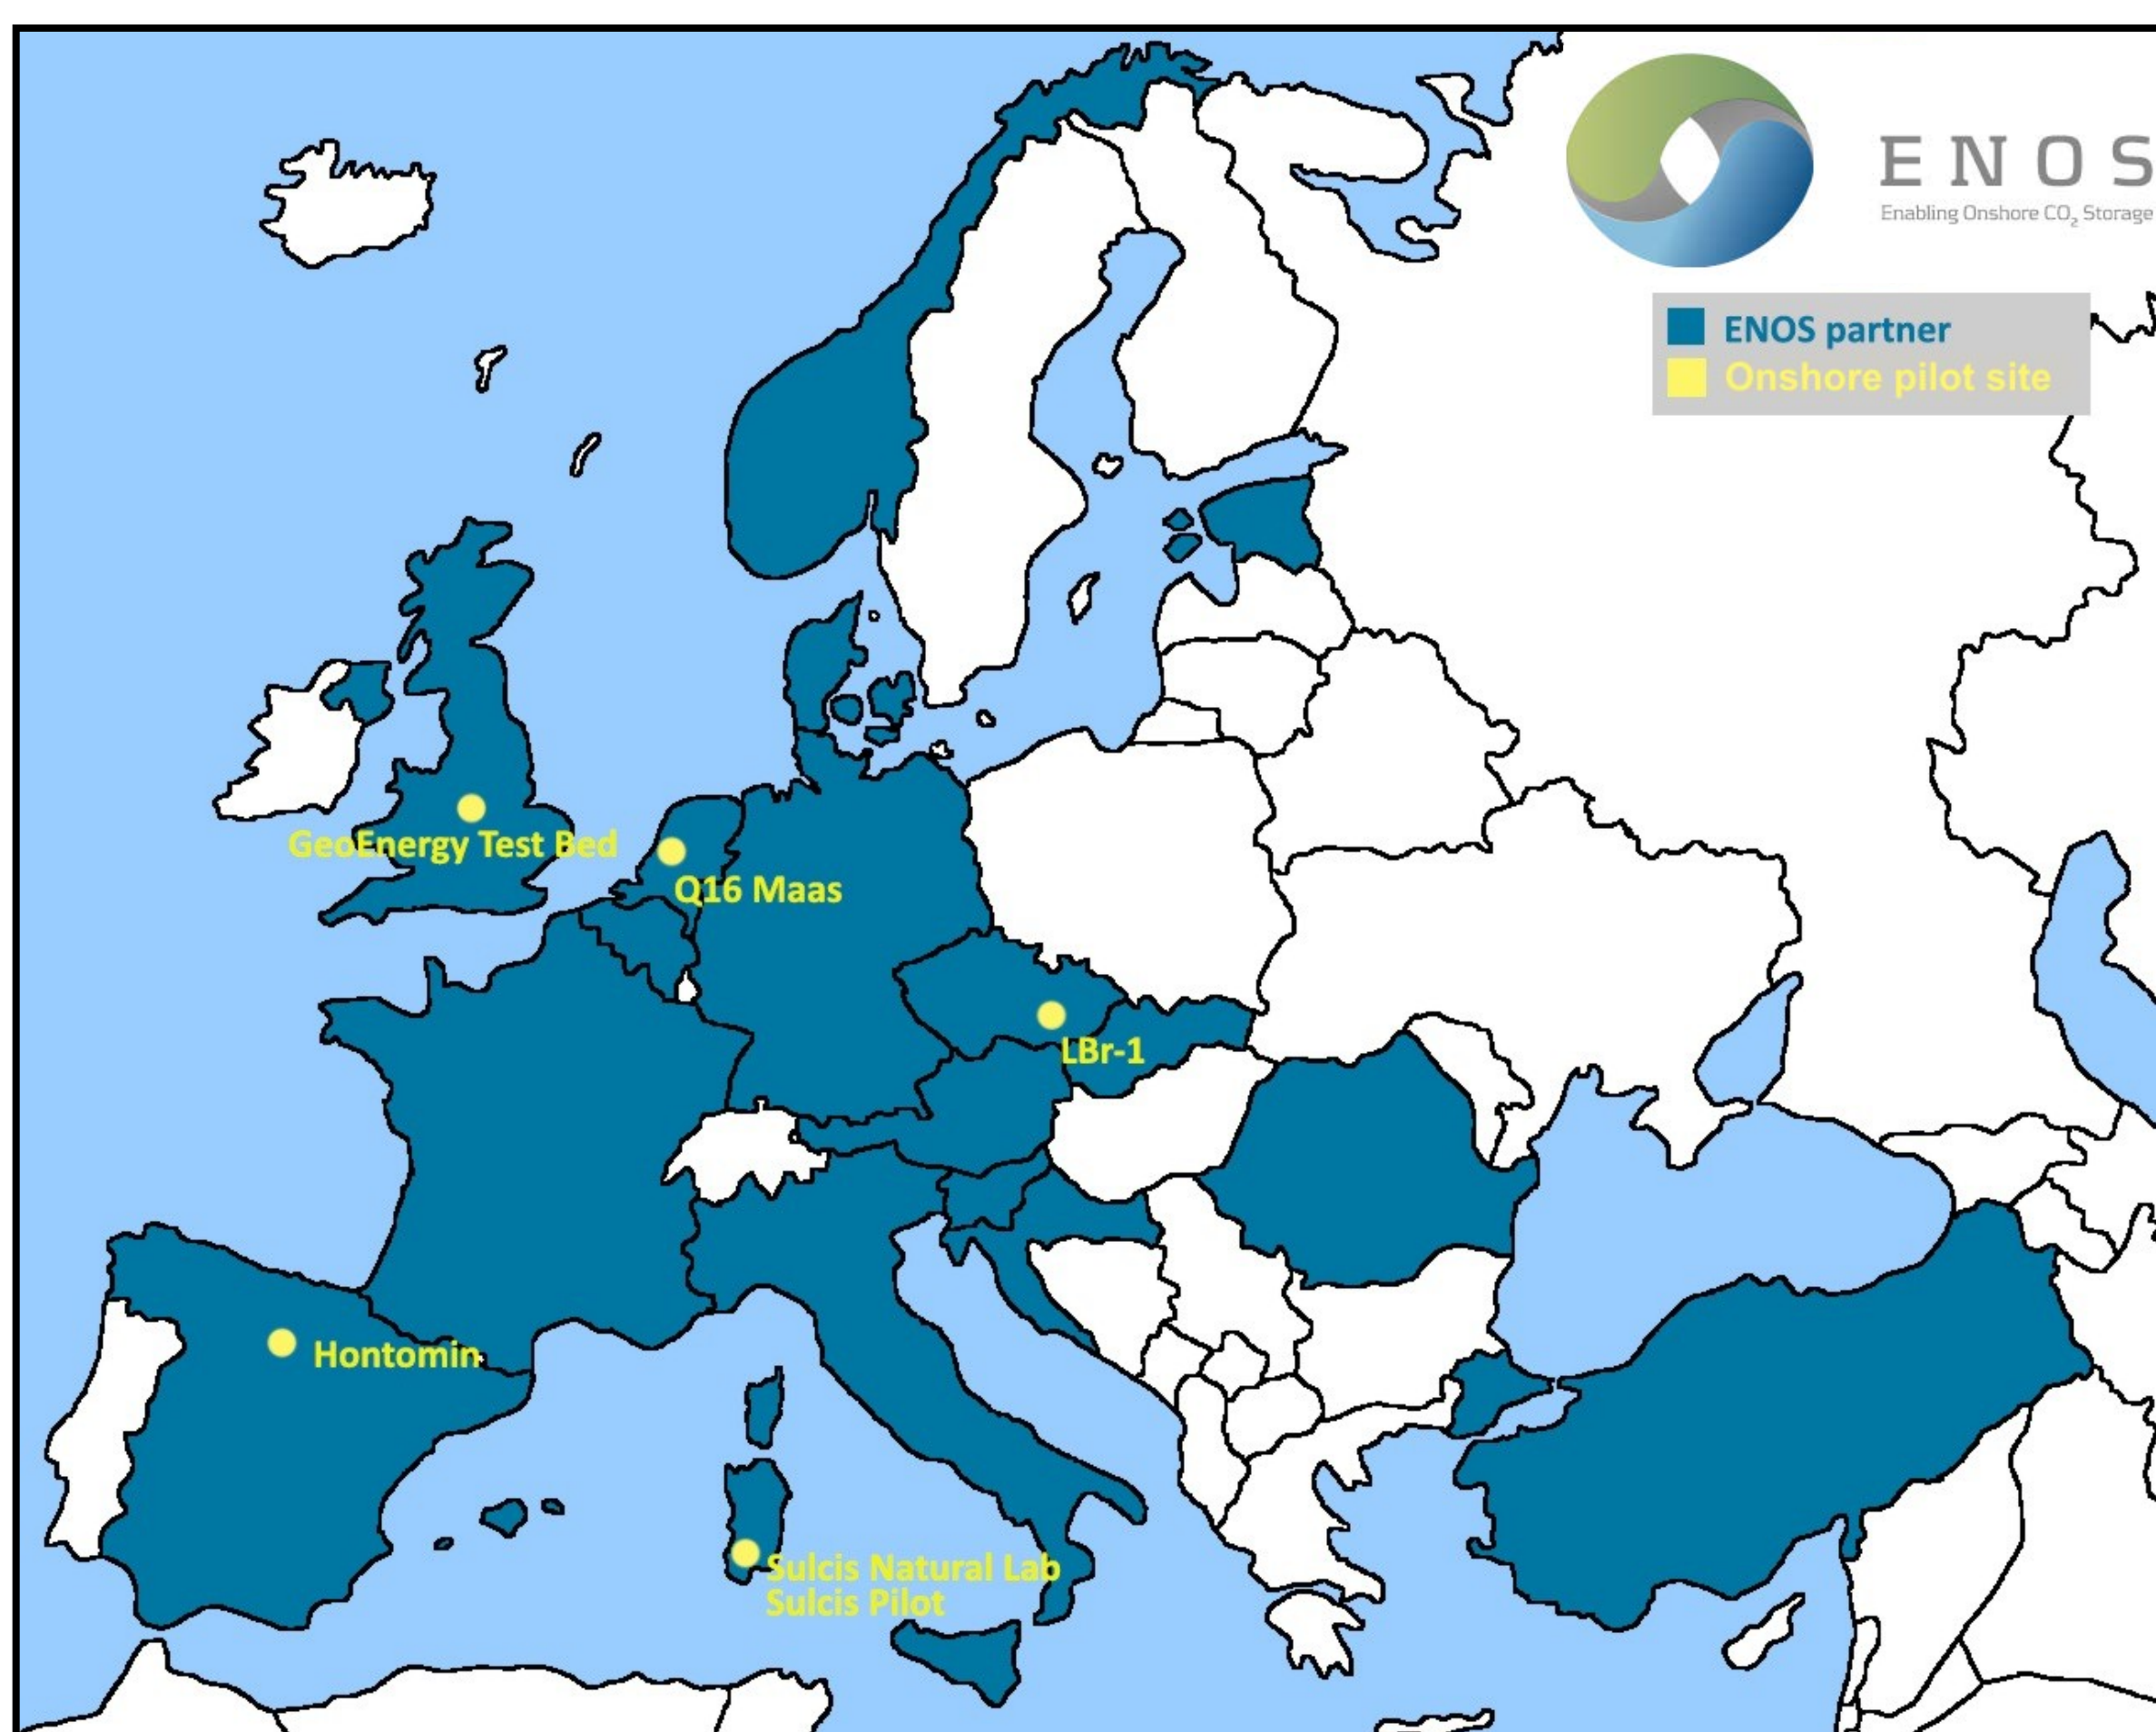 ENOS
Enabling Onshore CO₂ Storage
ENOS partner
Onshore pilot site
GeoEnergy Test Bed
Q16 Maas
LBr-1
Hontomin
Sulcis Natural Lab
Sulcis Pilot